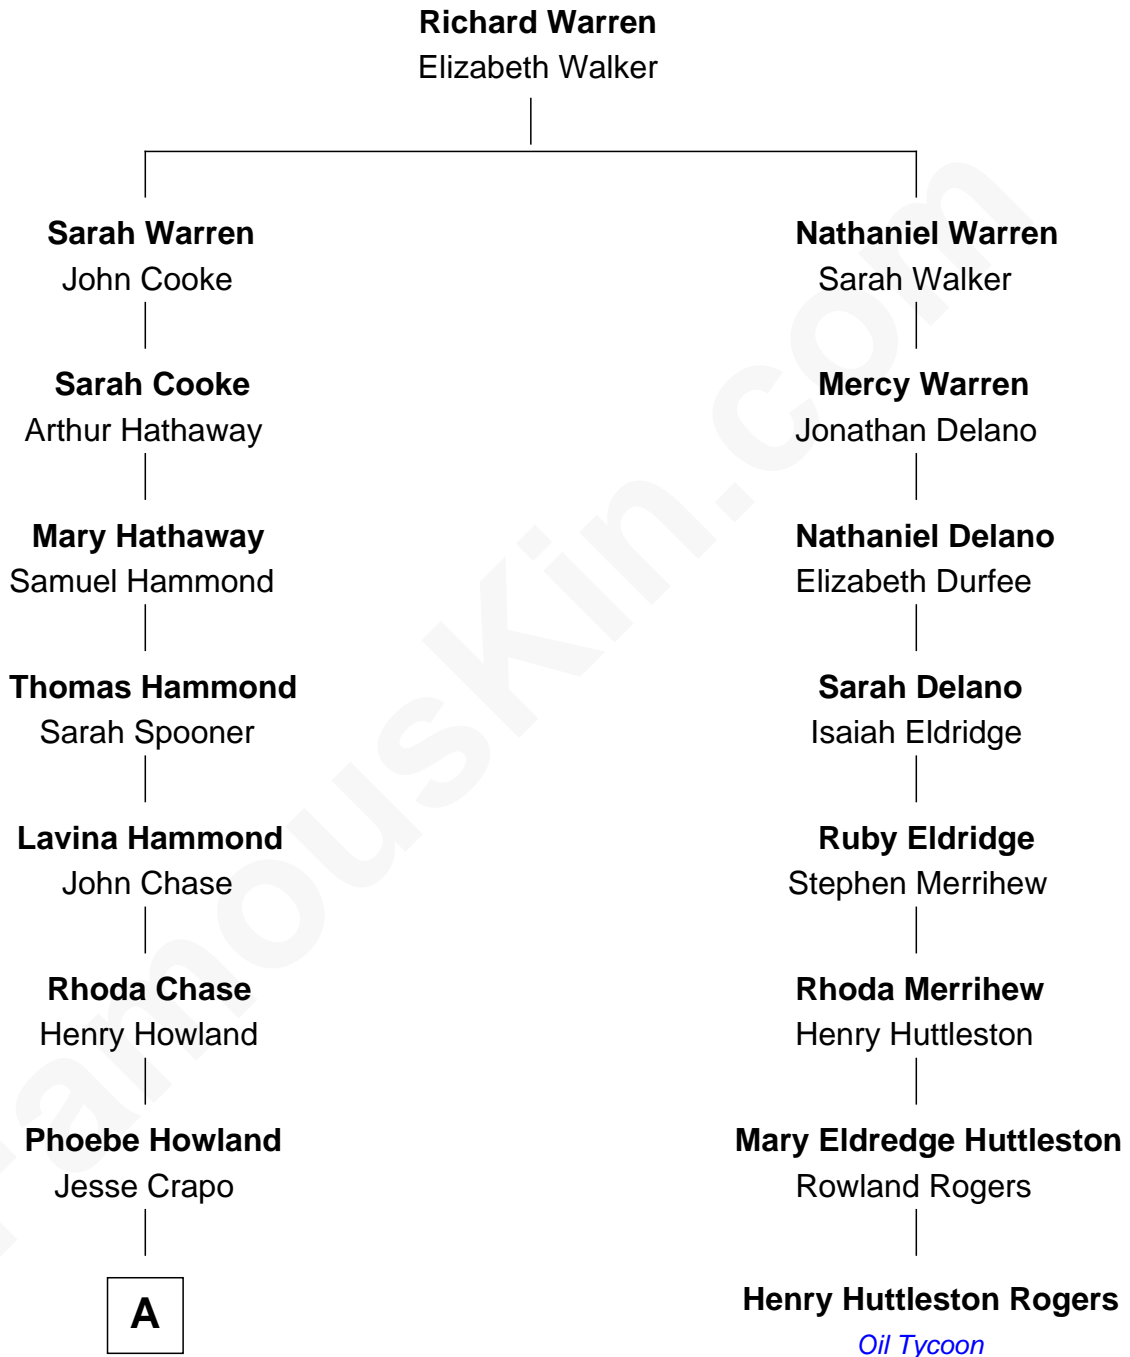 Richard Warren
Elizabeth Walker
Sarah Warren
John Cooke
Nathaniel Warren
Sarah Walker
Sarah Cooke
Arthur Hathaway
Mercy Warren
Jonathan Delano
Mary Hathaway
Samuel Hammond
Nathaniel Delano
Elizabeth Durfee
Thomas Hammond
Sarah Spooner
Sarah Delano
Isaiah Eldridge
Lavina Hammond
John Chase
Ruby Eldridge
Stephen Merrihew
Rhoda Chase
Henry Howland
Rhoda Merrihew
Henry Huttleston
Phoebe Howland
Jesse Crapo
Mary Eldredge Huttleston
Rowland Rogers
A
Henry Huttleston Rogers
Oil Tycoon
FamousKin.com